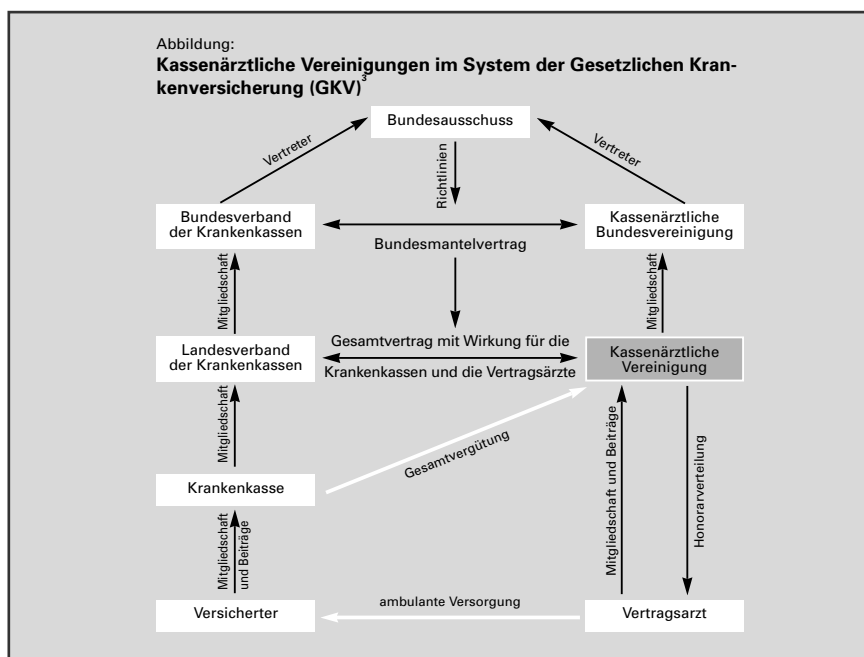 Abbildung:
Kassenärztliche Vereinigungen im System der Gesetzlichen Kran-
kenversicherung (GKV)³
Bundesausschuss
Vertreter
Vertreter
Richtlinien
Bundesverband
der Krankenkassen
Kassenärztliche
Bundesvereinigung
Bundesmantelvertrag
Mitgliedschaft
Mitgliedschaft
Landesverband
der Krankenkassen
Gesamtvertrag mit Wirkung für die
Krankenkassen und die Vertragsärzte
Kassenärztliche
Vereinigung
Mitgliedschaft
Gesamtvergütung
Mitgliedschaft und Beiträge
Honorarverteilung
Krankenkasse
Mitgliedschaft
und Beiträge
Versicherter
ambulante Versorgung
Vertragsarzt